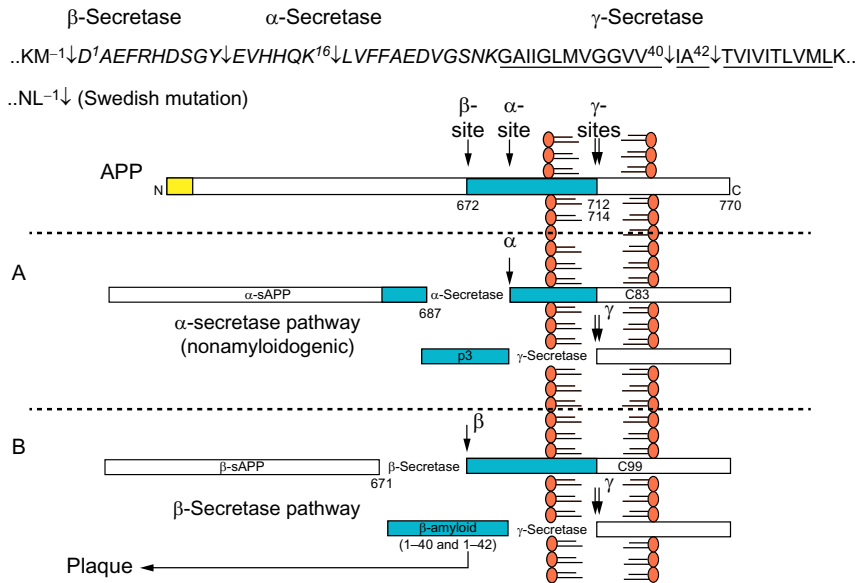 β-Secretase α-Secretase γ-Secretase
..KM⁻¹↓D¹AEFRHDSGY↓EVHHQK¹⁶↓LVFFAEDVGSNKGAIIGLMVGGVV⁴⁰↓IA⁴²↓TVIVITLVMLK..
..NL⁻¹↓ (Swedish mutation)
β-site α-site γ-sites
APP
N C
672 712 770
714
α
A
α-sAPP α-Secretase C83
687
γ
α-secretase pathway
(nonamyloidogenic)
p3 γ-Secretase
β
B
β-sAPP β-Secretase C99
671
γ
β-Secretase pathway
β-amyloid γ-Secretase
(1–40 and 1–42)
Plaque